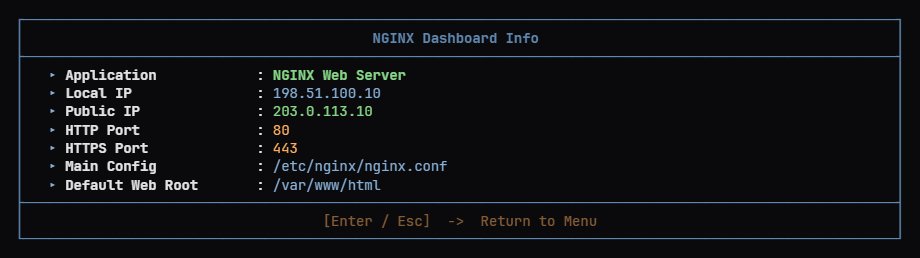 NGINX Dashboard Info
‣ Application : NGINX Web Server
‣ Local IP : 198.51.100.10
‣ Public IP : 203.0.113.10
‣ HTTP Port : 80
‣ HTTPS Port : 443
‣ Main Config : /etc/nginx/nginx.conf
‣ Default Web Root : /var/www/html
[Enter / Esc] -> Return to Menu